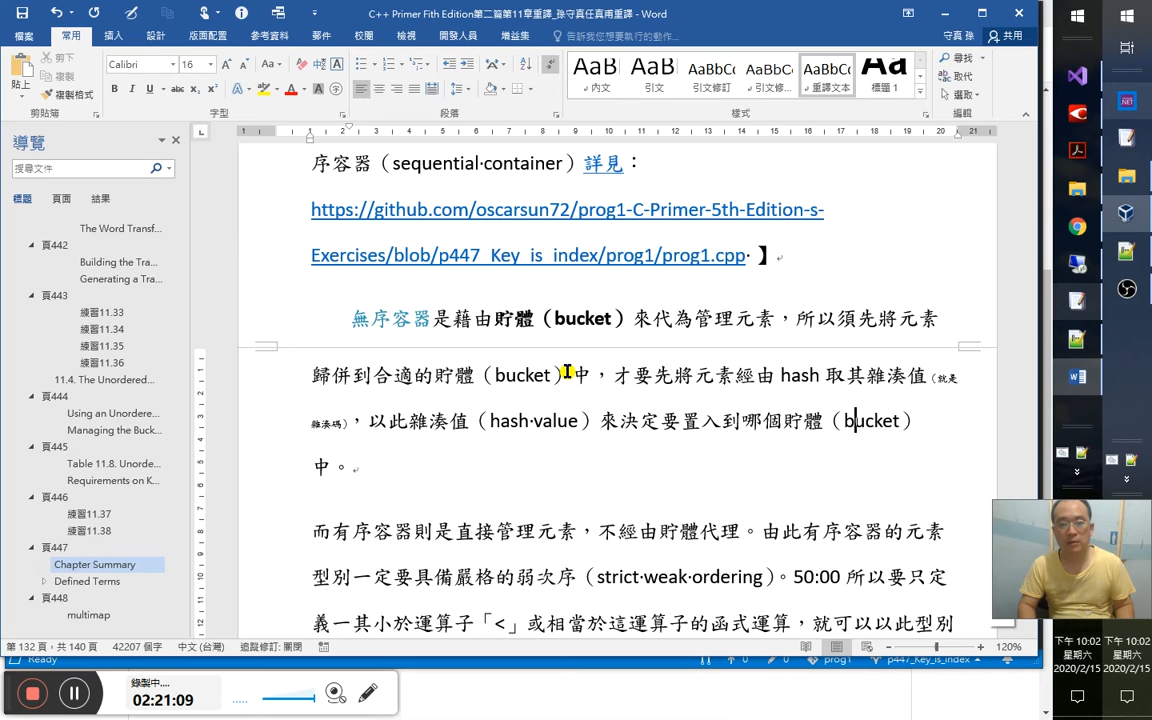 C++ Primer Fith Edition第二篇第11章重譯_孫守真任真甫重譯 - Word
檔案 常用 插入 設計 版面配置 參考資料 郵件 校閱 檢視 開發人員 增益集 告訴我您想要執行的動作... 守真 孫 共用
貼上 剪下 複製 複製格式 剪貼簿
Calibri 16 字型 段落
AaB 內文 AaB 引文 AaBbC 引文修訂 AaBbC 引文修... AaBbC 重譯文本 Aa 標題 1 樣式
尋找 取代 選取 編輯
導覽
搜尋文件
標題 頁面 結果
The Word Transf...
頁442
Building the Tra...
Generating a Tra...
頁443
練習11.33
練習11.34
練習11.35
練習11.36
11.4. The Unordered...
頁444
Using an Unordere...
Managing the Buck...
頁445
Table 11.8. Unorde...
Requirements on K...
頁446
練習11.37
練習11.38
頁447
Chapter Summary
Defined Terms
頁448
multimap
序容器（sequential·container）詳見：
https://github.com/oscarsun72/prog1-C-Primer-5th-Edition-s-
Exercises/blob/p447_Key_is_index/prog1/prog1.cpp· 】
無序容器是藉由貯體（bucket）來代為管理元素，所以須先將元素
歸併到合適的貯體（bucket）中，才要先將元素經由 hash 取其雜湊值（就是
雜湊碼），以此雜湊值（hash·value）來決定要置入到哪個貯體（bucket）
中。
而有序容器則是直接管理元素，不經由貯體代理。由此有序容器的元素
型別一定要具備嚴格的弱次序（strict·weak·ordering）。50:00 所以要只定
義一其小於運算子「<」或相當於這運算子的函式運算，就可以以此型別
第 132 頁，共 140 頁 42207 個字 中文 (台灣) 追蹤修訂: 關閉 120%
Ready 0 0 prog1 p447_Key_is_index
錄製中....
02:21:09
下午 10:02 下午 10:02
星期六 星期六
2020/2/15 2020/2/15